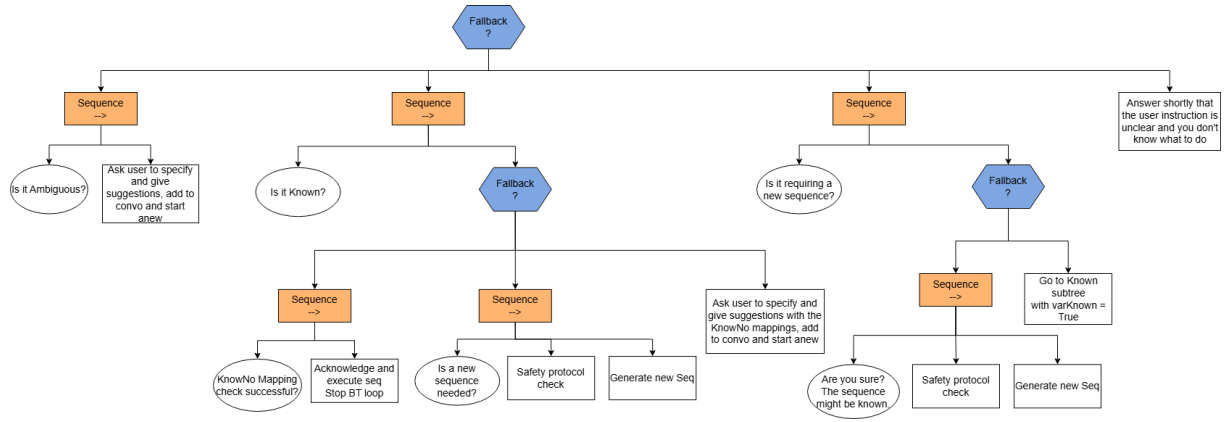 Fallback
?
Sequence
-->
Sequence
-->
Sequence
-->
Answer shortly that
the user instruction is
unclear and you don't
know what to do
Is it Ambiguous?
Ask user to specify and
give
suggestions, add to
convo and start
anew
Is it Known?
Fallback
?
Is it requiring a
new sequence?
Fallback
?
Sequence
-->
Sequence
-->
Ask user to specify and
give suggestions with the
KnowNo mappings, add
to convo and start anew
Sequence
-->
Go to Known
subtree
with varKnown =
True
KnowNo Mapping
check successful?
Acknowledge and
execute seq
Stop BT loop
Is a new
sequence
needed?
Safety protocol
check
Generate new Seq
Are you sure?
The sequence
might be known
Safety protocol
check
Generate new Seq